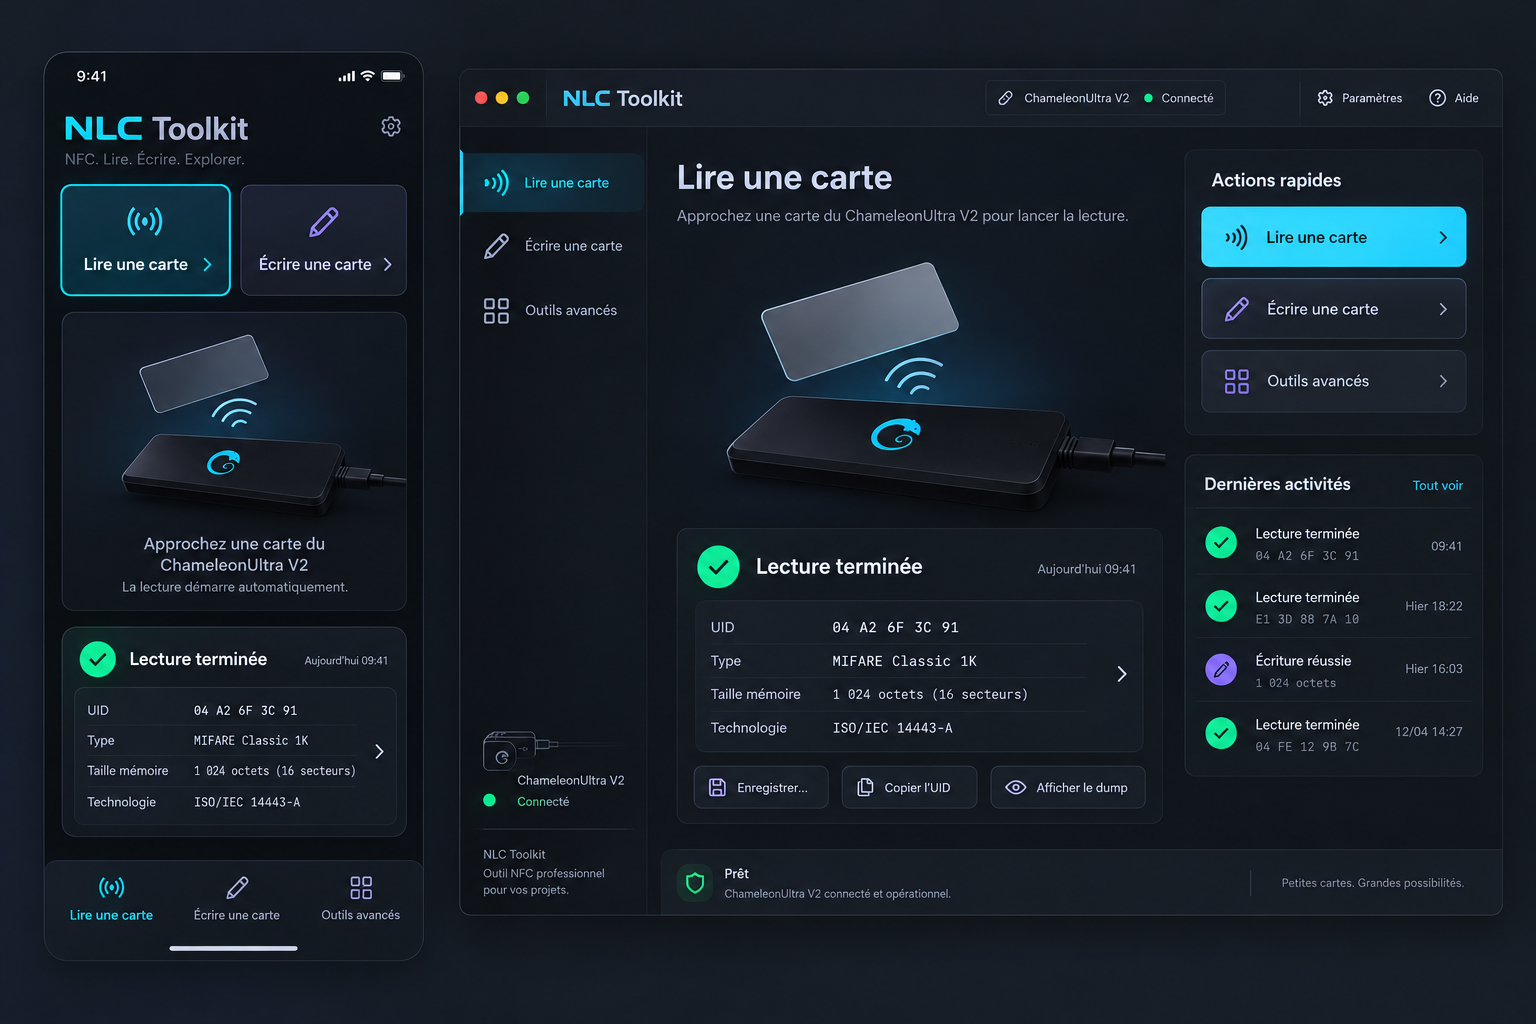 9:41
NLC Toolkit
NFC. Lire. Écrire. Explorer.
Lire une carte
Écrire une carte
Approchez une carte du
ChameleonUltra V2
La lecture démarre automatiquement.
Lecture terminée
Aujourd'hui 09:41
UID 04 A2 6F 3C 91
Type MIFARE Classic 1K
Taille mémoire 1 024 octets (16 secteurs)
Technologie ISO/IEC 14443-A
Lire une carte
Écrire une carte
Outils avancés
NLC Toolkit
ChameleonUltra V2
Connecté
Paramètres
Aide
Lire une carte
Écrire une carte
Outils avancés
ChameleonUltra V2
Connecté
NLC Toolkit
Outil NFC professionnel
pour vos projets.
Lire une carte
Approchez une carte du ChameleonUltra V2 pour lancer la lecture.
Lecture terminée
Aujourd'hui 09:41
UID 04 A2 6F 3C 91
Type MIFARE Classic 1K
Taille mémoire 1 024 octets (16 secteurs)
Technologie ISO/IEC 14443-A
Enregistrer...
Copier l'UID
Afficher le dump
Actions rapides
Lire une carte
Écrire une carte
Outils avancés
Dernières activités
Tout voir
Lecture terminée
04 A2 6F 3C 91
09:41
Lecture terminée
E1 3D 88 7A 10
Hier 18:22
Écriture réussie
1 024 octets
Hier 16:03
Lecture terminée
04 FE 12 9B 7C
12/04 14:27
Prêt
ChameleonUltra V2 connecté et opérationnel.
Petites cartes. Grandes possibilités.